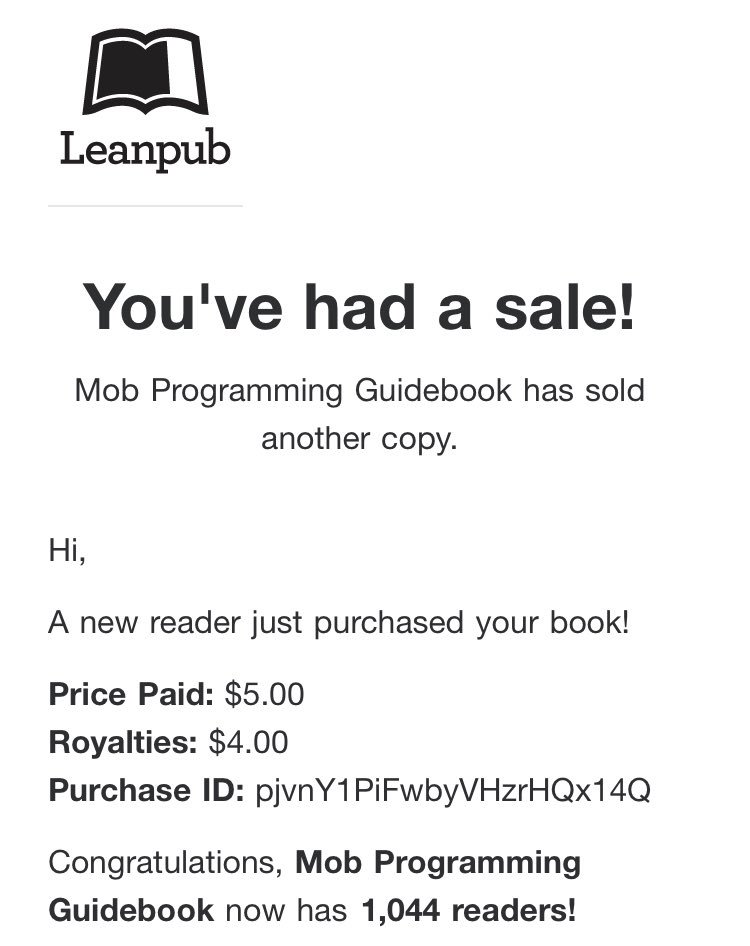 Leanpub
You've had a sale!
Mob Programming Guidebook has sold
another copy.
Hi,
A new reader just purchased your book!
Price Paid: $5.00
Royalties: $4.00
Purchase ID: pjvnY1PiFwbyVHzrHQx14Q
Congratulations, Mob Programming
Guidebook now has 1,044 readers!